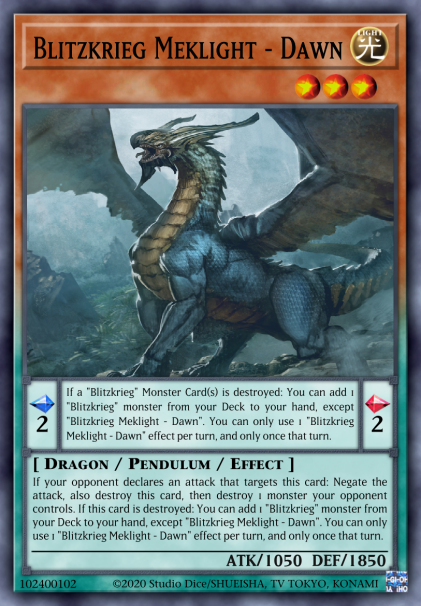 Blitzkrieg Meklight - Dawn
LIGHT
光
If a "Blitzkrieg" Monster Card(s) is destroyed: You can add 1
"Blitzkrieg" monster from your Deck to your hand, except
"Blitzkrieg Meklight - Dawn". You can only use 1 "Blitzkrieg
Meklight - Dawn" effect per turn, and only once that turn.
2
2
[ Dragon / Pendulum / Effect ]
If your opponent declares an attack that targets this card: Negate the
attack, also destroy this card, then destroy 1 monster your opponent
controls. If this card is destroyed: You can add 1 "Blitzkrieg" monster from
your Deck to your hand, except "Blitzkrieg Meklight - Dawn". You can only
use 1 "Blitzkrieg Meklight - Dawn" effect per turn, and only once that turn.
ATK/1050 DEF/1850
102400102
©2020 Studio Dice/SHUEISHA, TV TOKYO, KONAMI